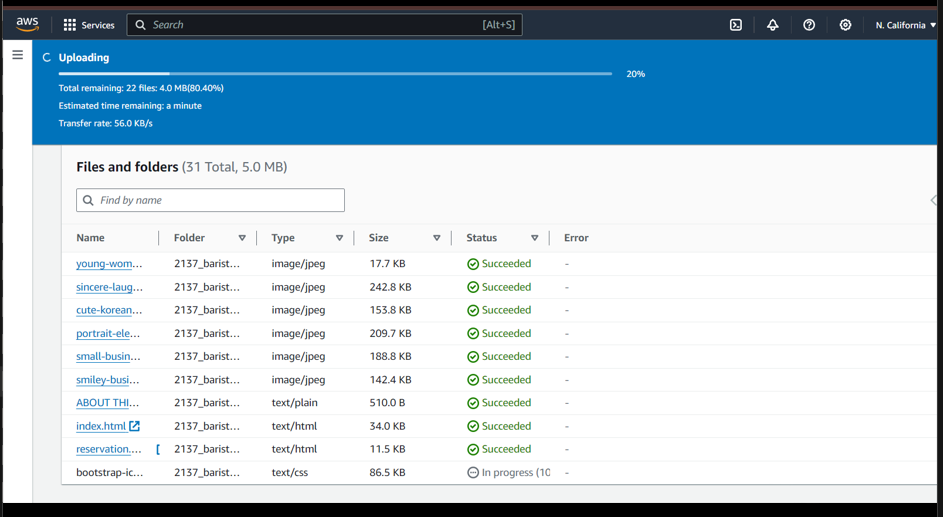 aws Services Search [Alt+S] N. California
Uploading
20%
Total remaining: 22 files: 4.0 MB(80.40%)
Estimated time remaining: a minute
Transfer rate: 56.0 KB/s
Files and folders (31 Total, 5.0 MB)
Find by name
Name Folder Type Size Status Error
young-wom... 2137_barist... image/jpeg 17.7 KB Succeeded -
sincere-laug... 2137_barist... image/jpeg 242.8 KB Succeeded -
cute-korean... 2137_barist... image/jpeg 153.8 KB Succeeded -
portrait-ele... 2137_barist... image/jpeg 209.7 KB Succeeded -
small-busin... 2137_barist... image/jpeg 188.8 KB Succeeded -
smiley-busi... 2137_barist... image/jpeg 142.4 KB Succeeded -
ABOUT THI... 2137_barist... text/plain 510.0 B Succeeded -
index.html 2137_barist... text/html 34.0 KB Succeeded -
reservation.... 2137_barist... text/html 11.5 KB Succeeded -
bootstrap-ic... 2137_barist... text/css 86.5 KB In progress (10 -